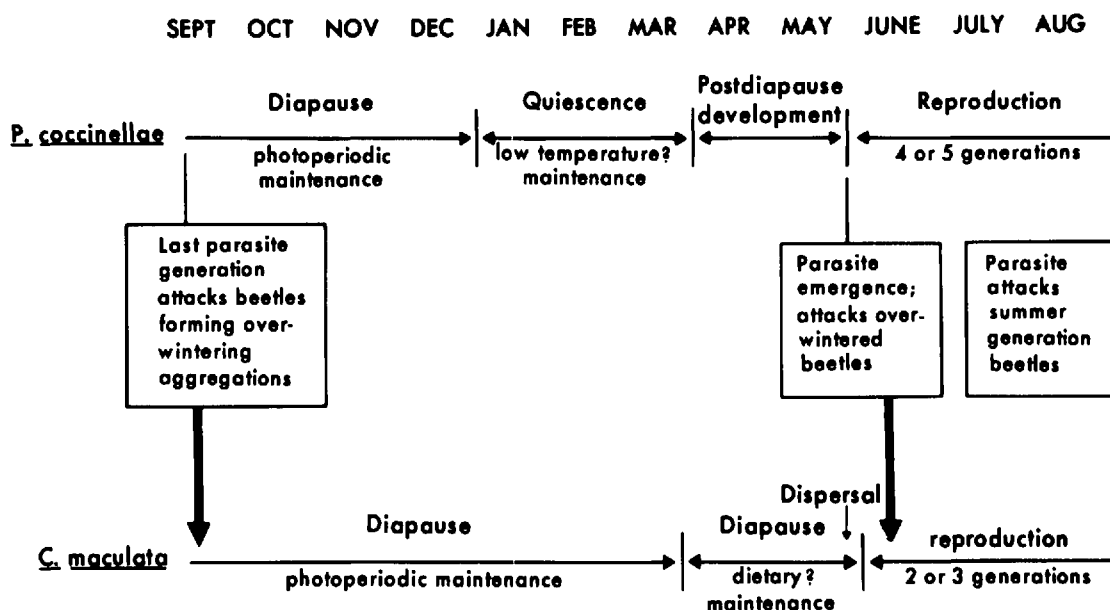 SEPT OCT NOV DEC JAN FEB MAR APR MAY JUNE JULY AUG
P. coccinellae
Diapause
photoperiodic
maintenance
Quiescence
low temperature?
maintenance
Postdiapause
development
Reproduction
4 or 5 generations
Last parasite
generation
attacks beetles
forming over-
wintering
aggregations
Parasite
emergence;
attacks over-
wintered
beetles
Parasite
attacks
summer
generation
beetles
C. maculata
Diapause
photoperiodic maintenance
Dispersal
Diapause
dietary?
maintenance
reproduction
2 or 3 generations